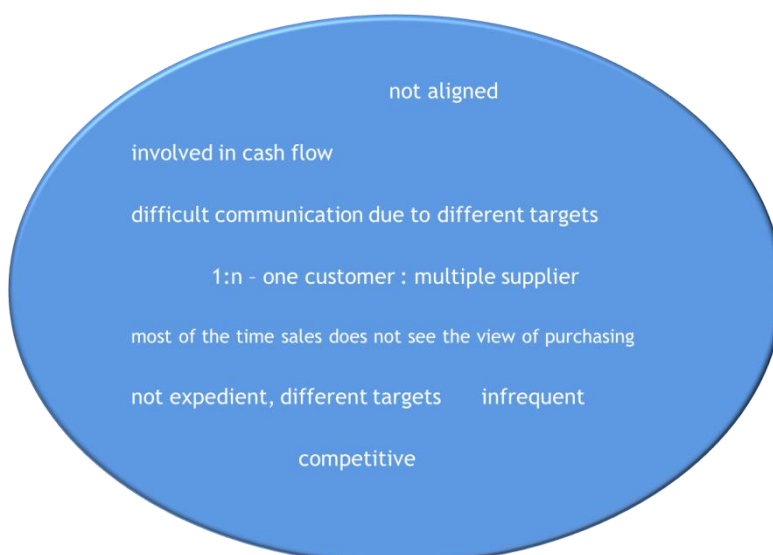 not aligned
involved in cash flow
difficult communication due to different targets
1:n – one customer : multiple supplier
most of the time sales does not see the view of purchasing
not expedient, different targets infrequent
competitive